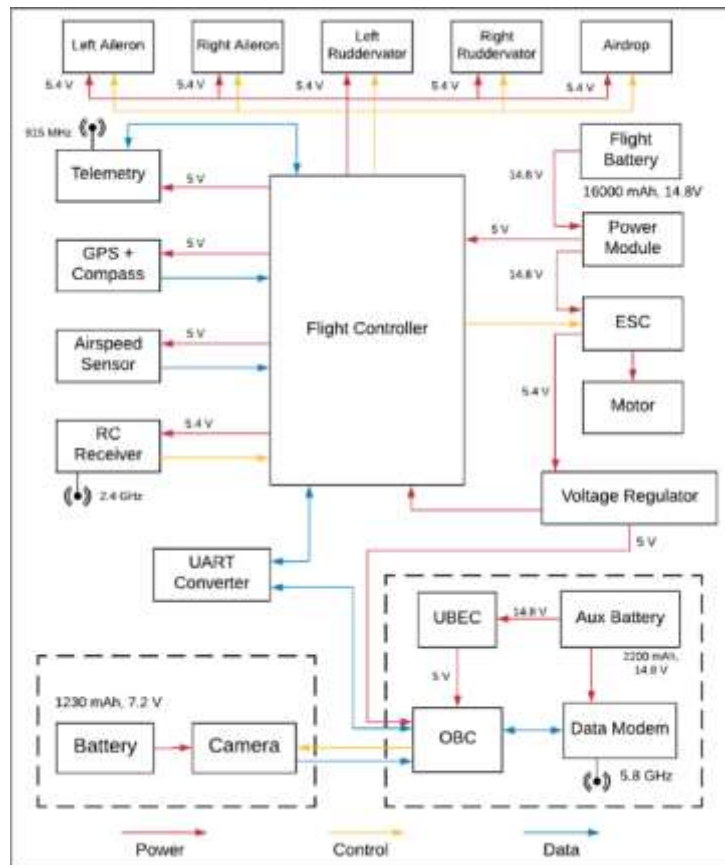 Left Aileron
Right Aileron
Left
Ruddervator
Right
Ruddervator
Airdrop
5.4 V
5.4 V
5.4 V
5.4 V
5.4 V
915 MHz
Telemetry
5 V
Flight
Battery
14.8 V
16000 mAh, 14.8V
GPS +
Compass
5 V
5 V
Power
Module
14.8 V
Flight Controller
ESC
Airspeed
Sensor
5 V
5.4 V
Motor
RC
Receiver
5.4 V
2.4 GHz
Voltage Regulator
5 V
UART
Converter
UBEC
14.8 V
Aux Battery
2200 mAh,
14.8 V
5 V
1230 mAh, 7.2 V
Battery
Camera
OBC
Data Modem
5.8 GHz
Power
Control
Data